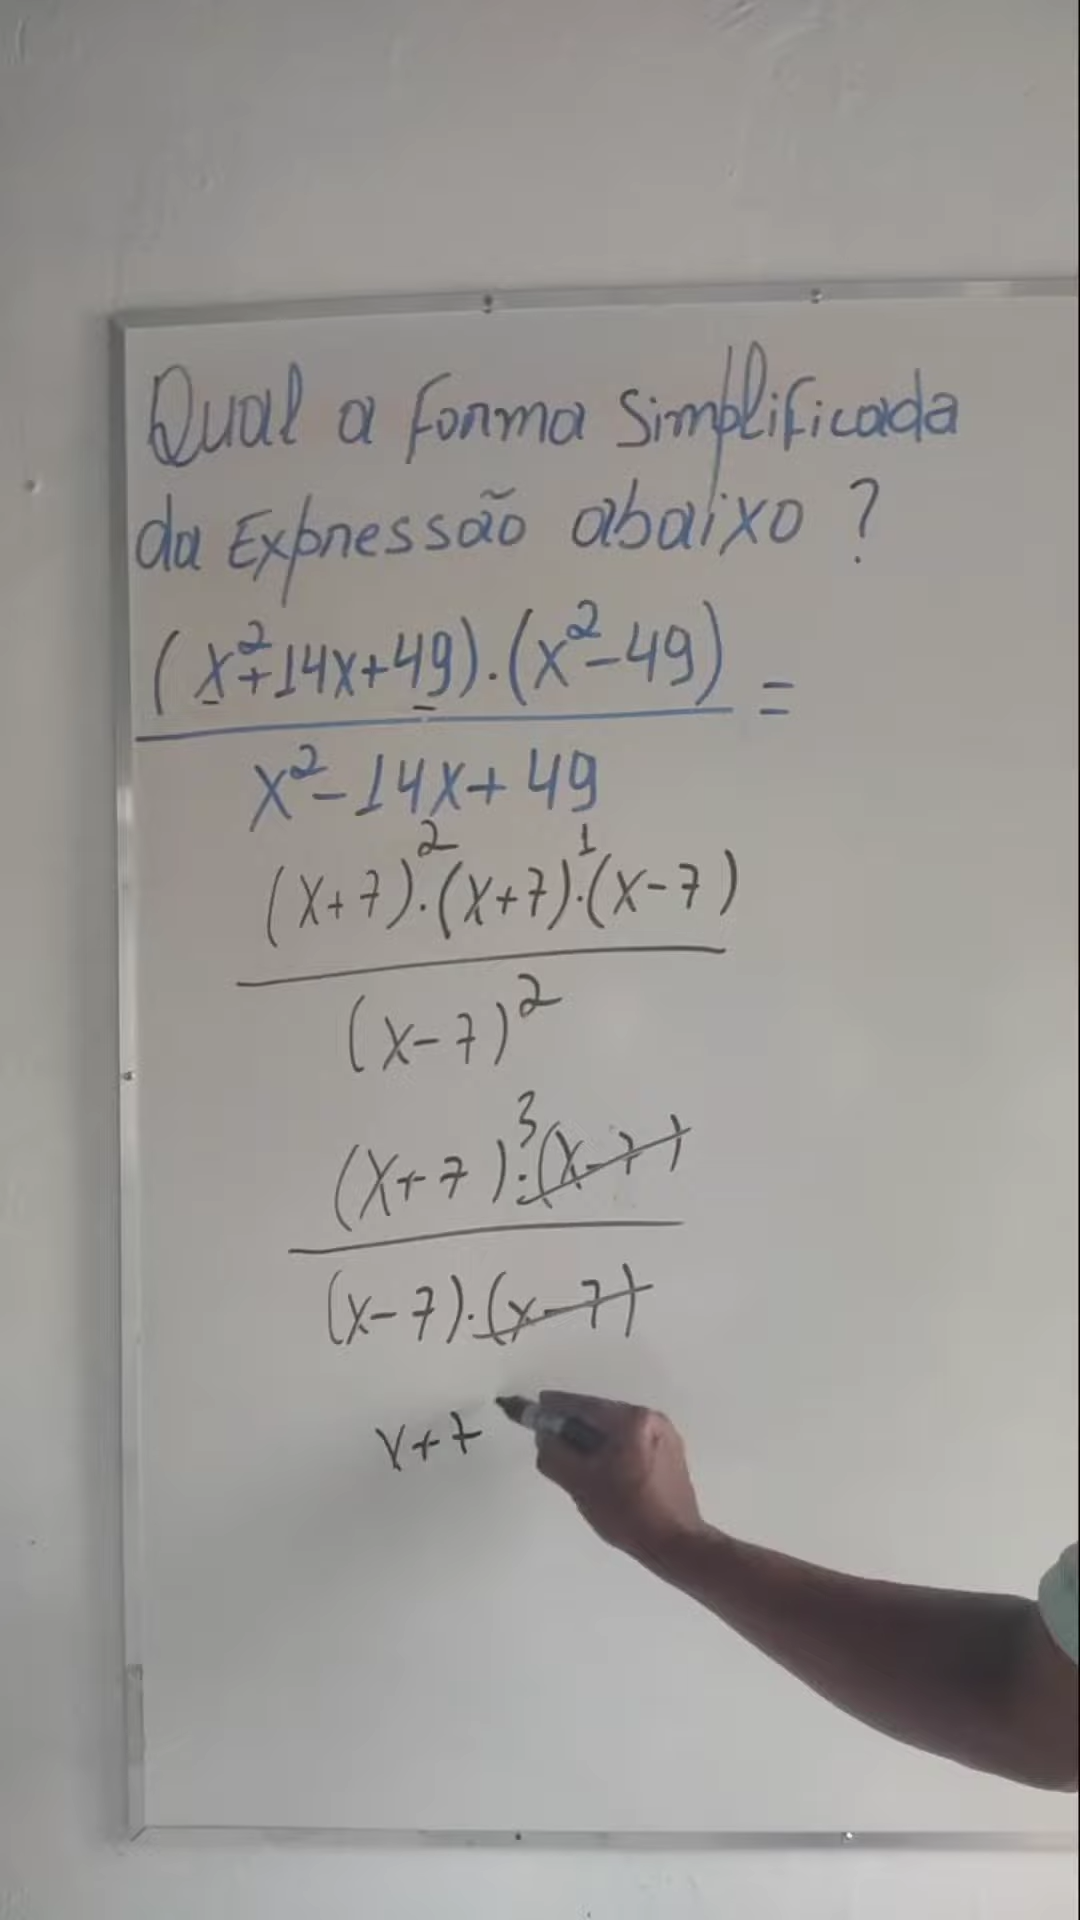 Qual a forma simplificada
da Expressão abaixo ?
(x²+14x+49).(x²-49) =
x²-14x+49
(x+7)².(x+7)¹.(x-7)
(x-7)²
(x+7)³.(x-7)
(x-7).(x-7)
x+7